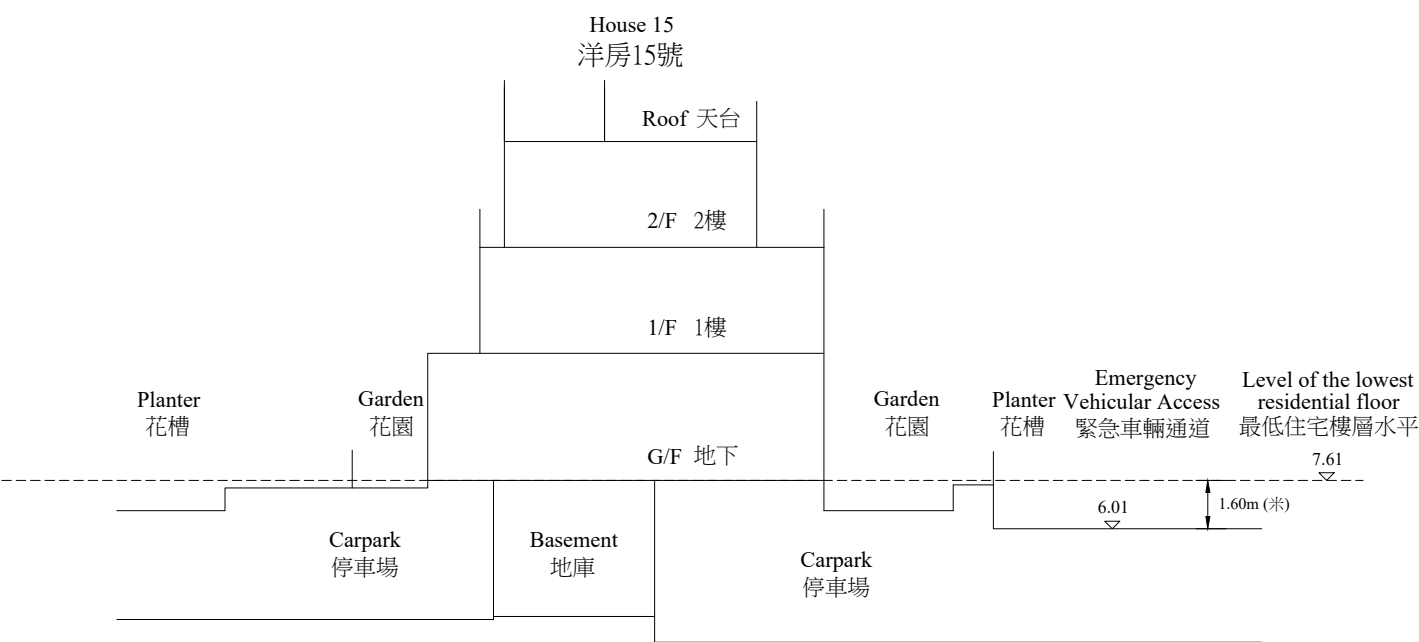 House 15
洋房15號
Roof 天台
2/F 2樓
1/F 1樓
Planter
花槽
Garden
花園
G/F 地下
Garden
花園
Planter
花槽
Emergency
Vehicular Access
緊急車輛通道
Level of the lowest
residential floor
最低住宅樓層水平
7.61
6.01
1.60m (米)
Carpark
停車場
Basement
地庫
Carpark
停車場